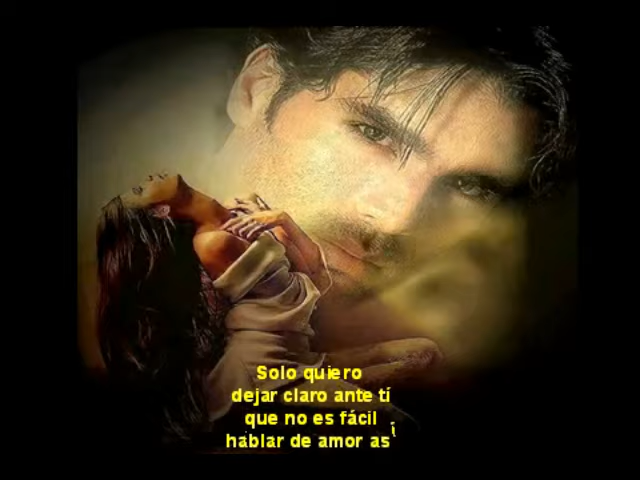 Solo quiero
dejar claro ante tí
que no es fácil
hablar de amor así